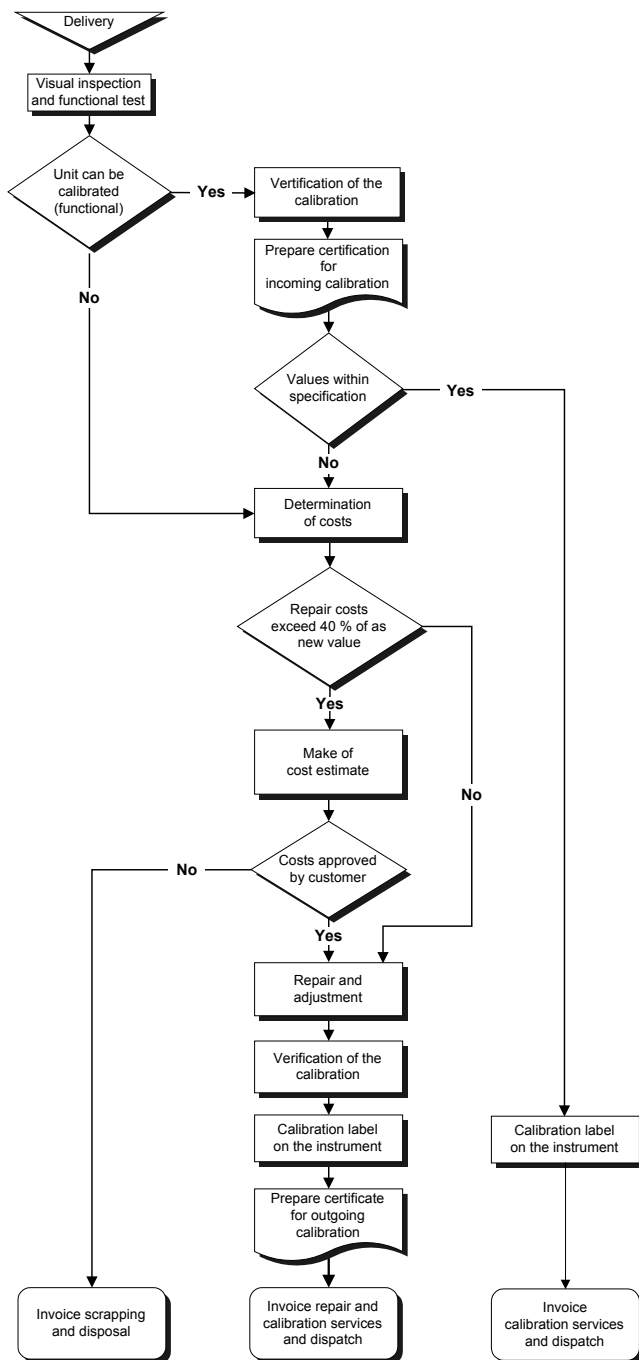 Delivery
Visual inspection
and functional test
Unit can be
calibrated
(functional)
Yes
Vertification of the
calibration
Prepare certification
for
incoming calibration
No
Values within
specification
Yes
No
Determination
of costs
Repair costs
exceed 40 % of as
new value
Yes
Make of
cost estimate
No
No
Costs approved
by customer
Yes
Repair and
adjustment
Verification of the
calibration
Calibration label
on the instrument
Calibration label
on the instrument
Prepare certificate
for outgoing
calibration
Invoice scrapping
and disposal
Invoice repair and
calibration services
and dispatch
Invoice
calibration services
and dispatch